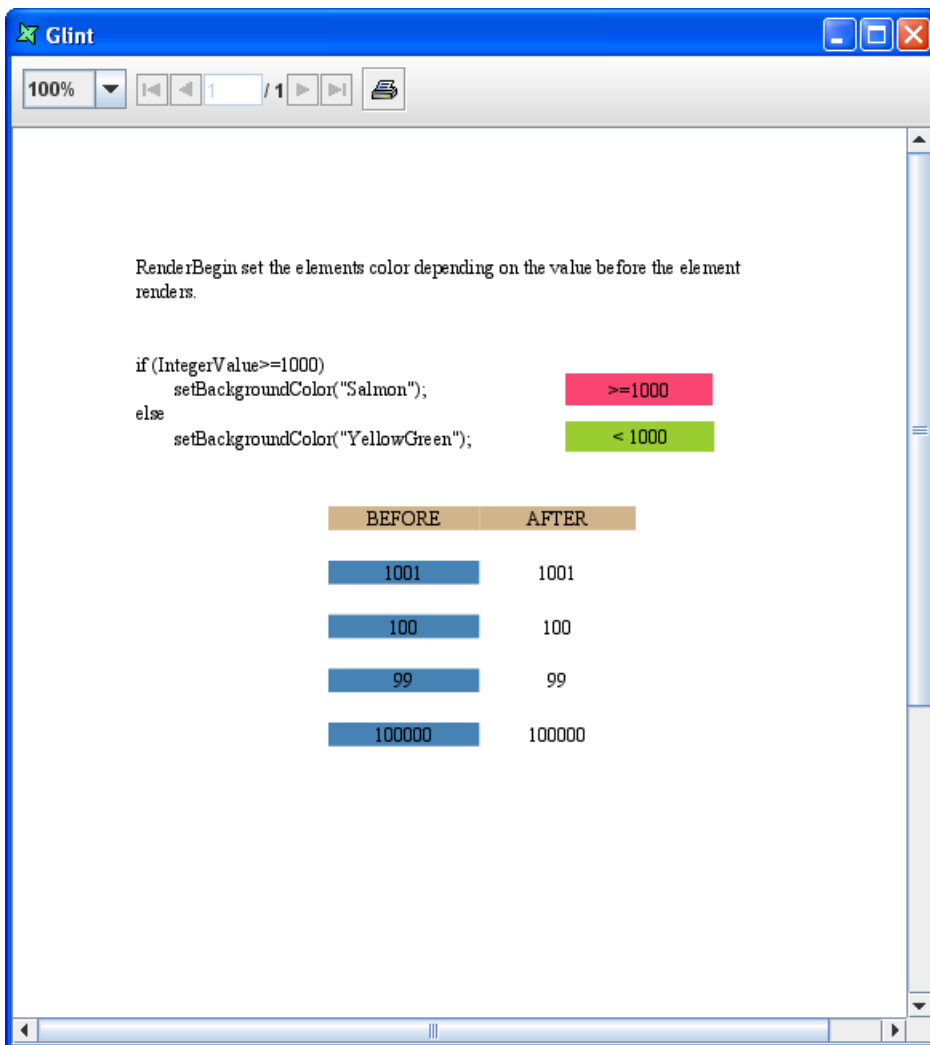 Glint
100% 1 / 1
RenderBegin set the elements color depending on the value before the element
renders.
if (IntegerValue>=1000)
setBackgroundColor("Salmon");
>=1000
else
setBackgroundColor("YellowGreen");
< 1000
BEFORE AFTER
1001 1001
100 100
99 99
100000 100000